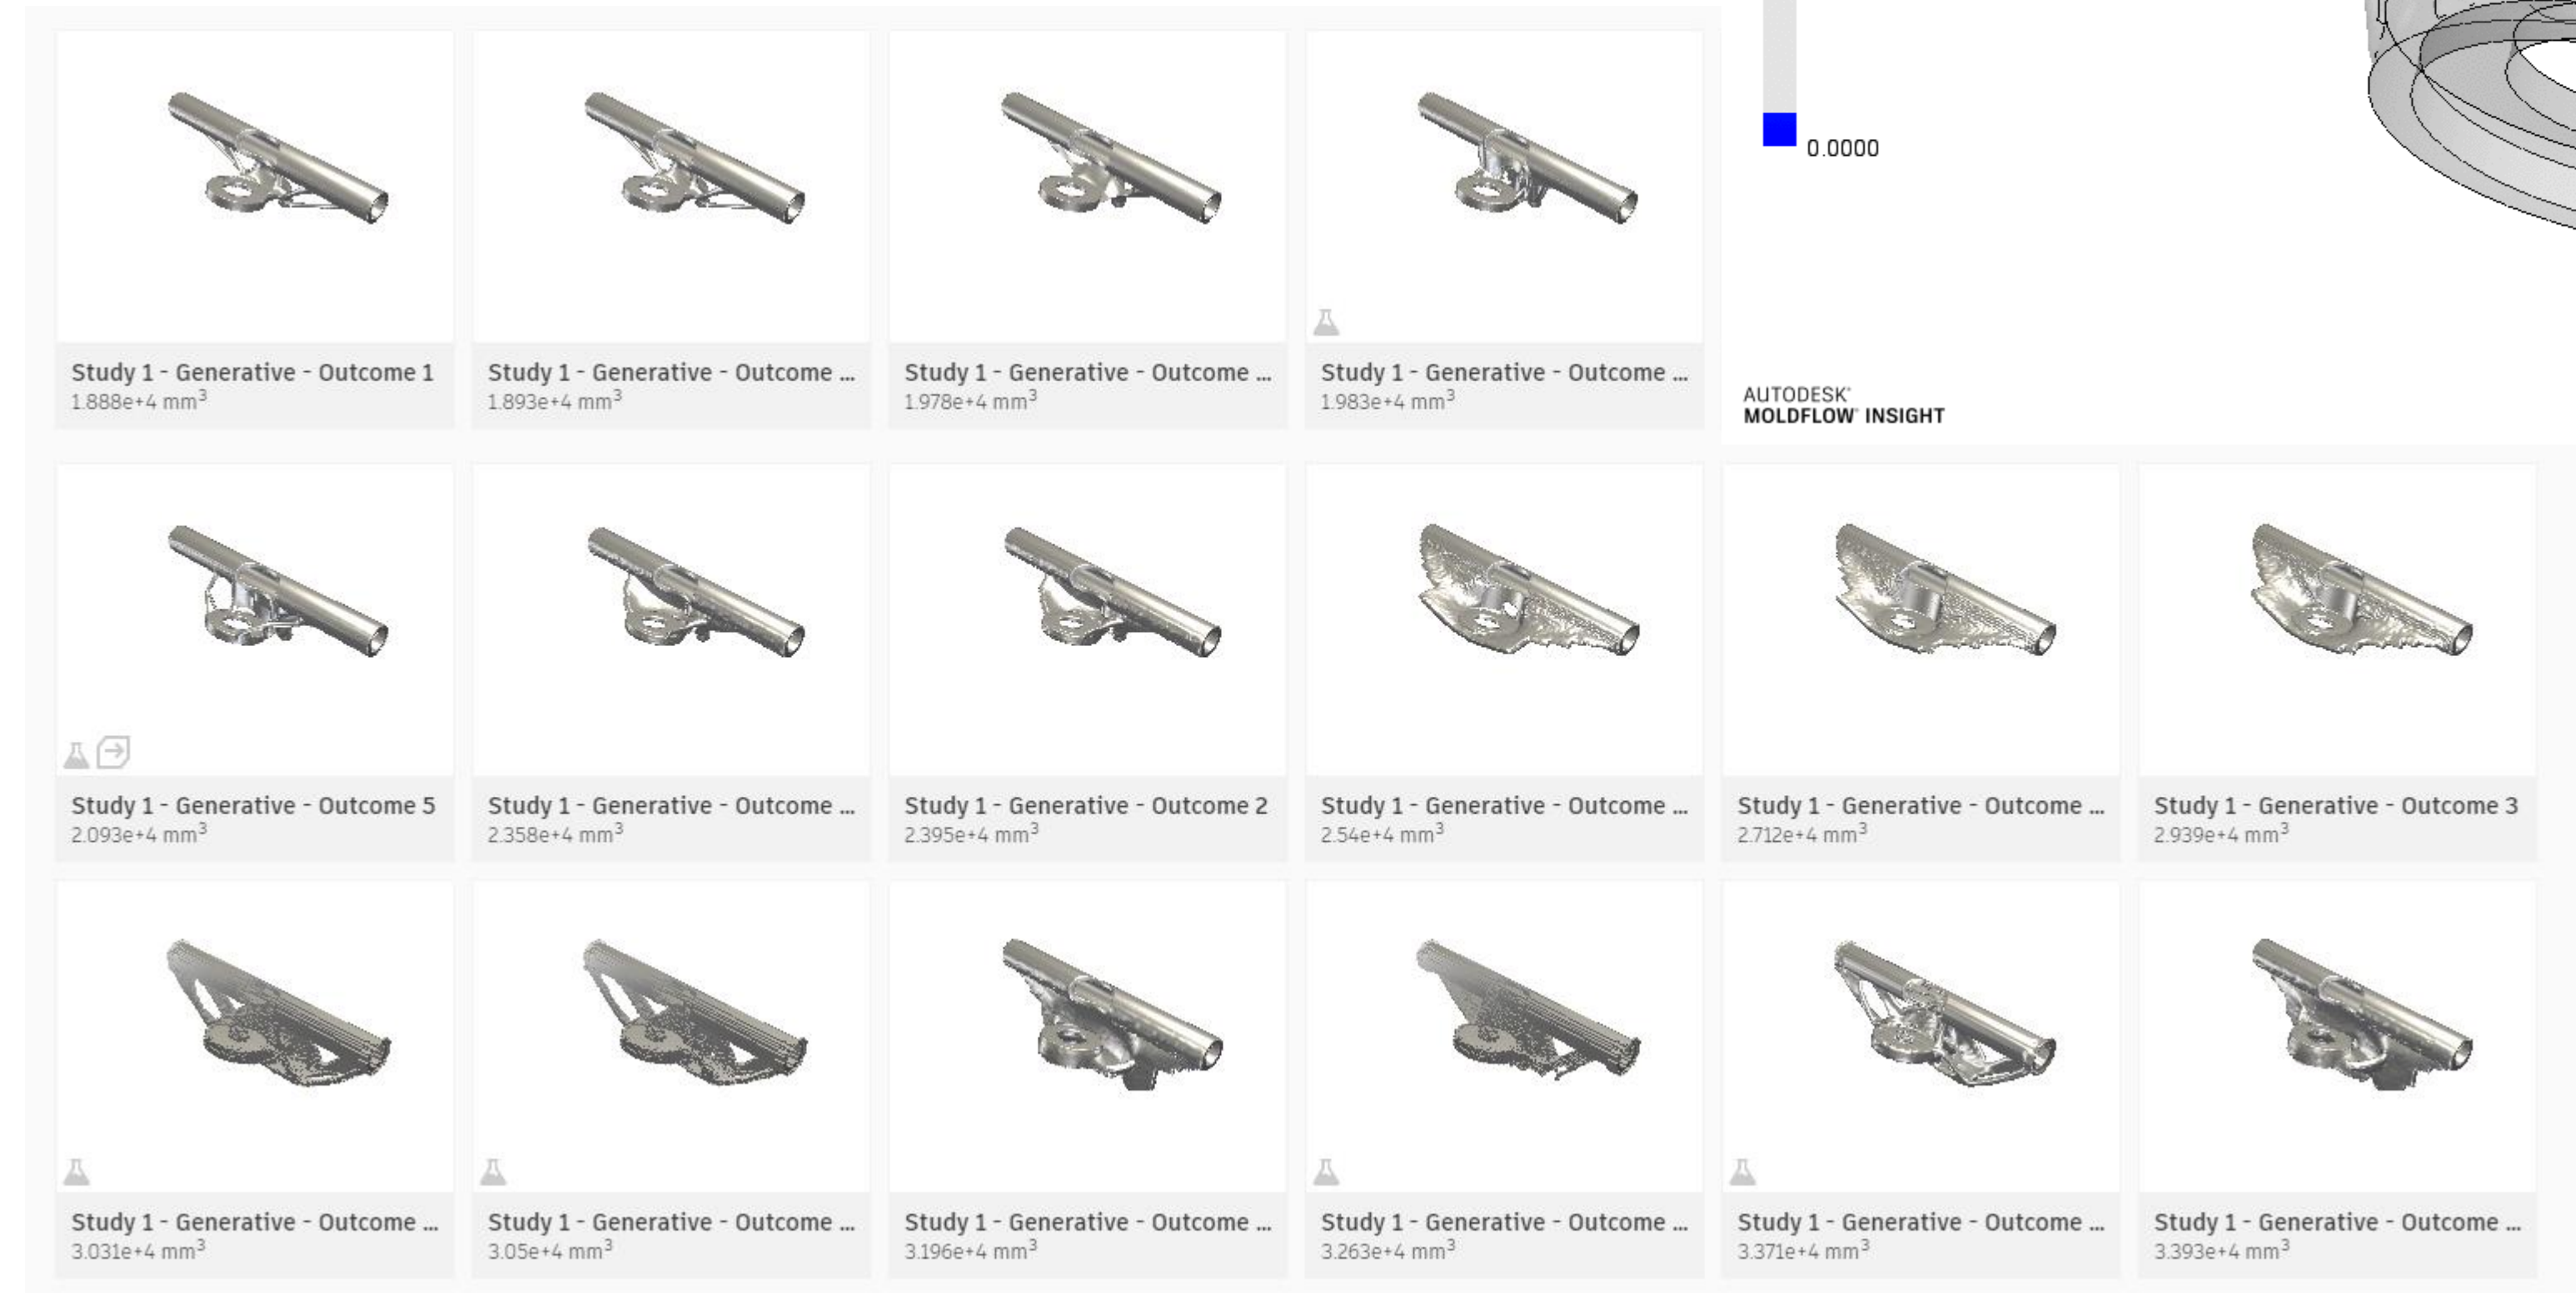 0.0000
Study 1 - Generative - Outcome 1
1.888e+4 mm³
Study 1 - Generative - Outcome ...
1.893e+4 mm³
Study 1 - Generative - Outcome ...
1.978e+4 mm³
Study 1 - Generative - Outcome ...
1.983e+4 mm³
AUTODESK®
MOLDFLOW® INSIGHT
Study 1 - Generative - Outcome 5
2.093e+4 mm³
Study 1 - Generative - Outcome ...
2.358e+4 mm³
Study 1 - Generative - Outcome 2
2.395e+4 mm³
Study 1 - Generative - Outcome ...
2.54e+4 mm³
Study 1 - Generative - Outcome ...
2.712e+4 mm³
Study 1 - Generative - Outcome 3
2.939e+4 mm³
Study 1 - Generative - Outcome ...
3.031e+4 mm³
Study 1 - Generative - Outcome ...
3.05e+4 mm³
Study 1 - Generative - Outcome ...
3.196e+4 mm³
Study 1 - Generative - Outcome ...
3.263e+4 mm³
Study 1 - Generative - Outcome ...
3.371e+4 mm³
Study 1 - Generative - Outcome ...
3.393e+4 mm³